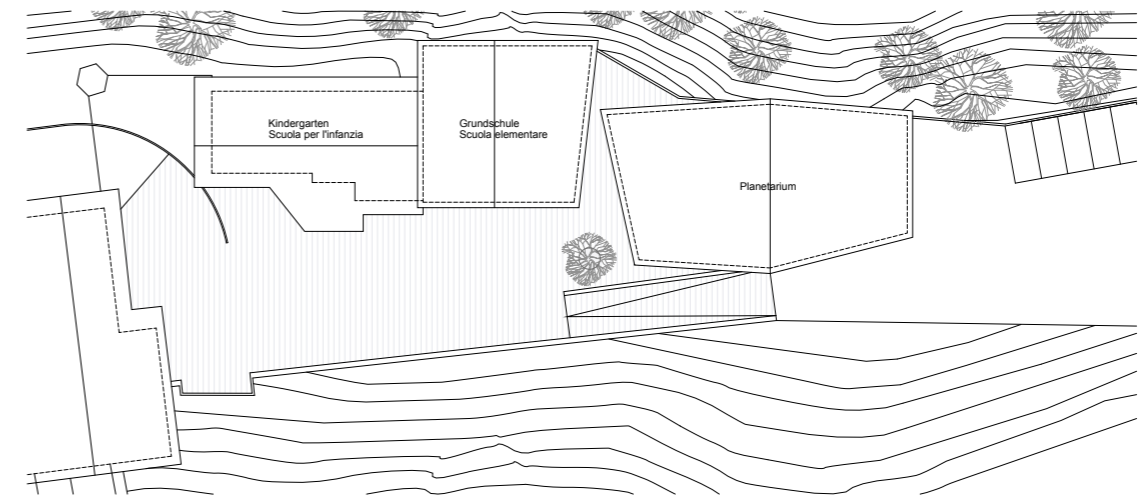 Kindergarten
Scuola per l'infanzia
Grundschule
Scuola elementare
Planetarium